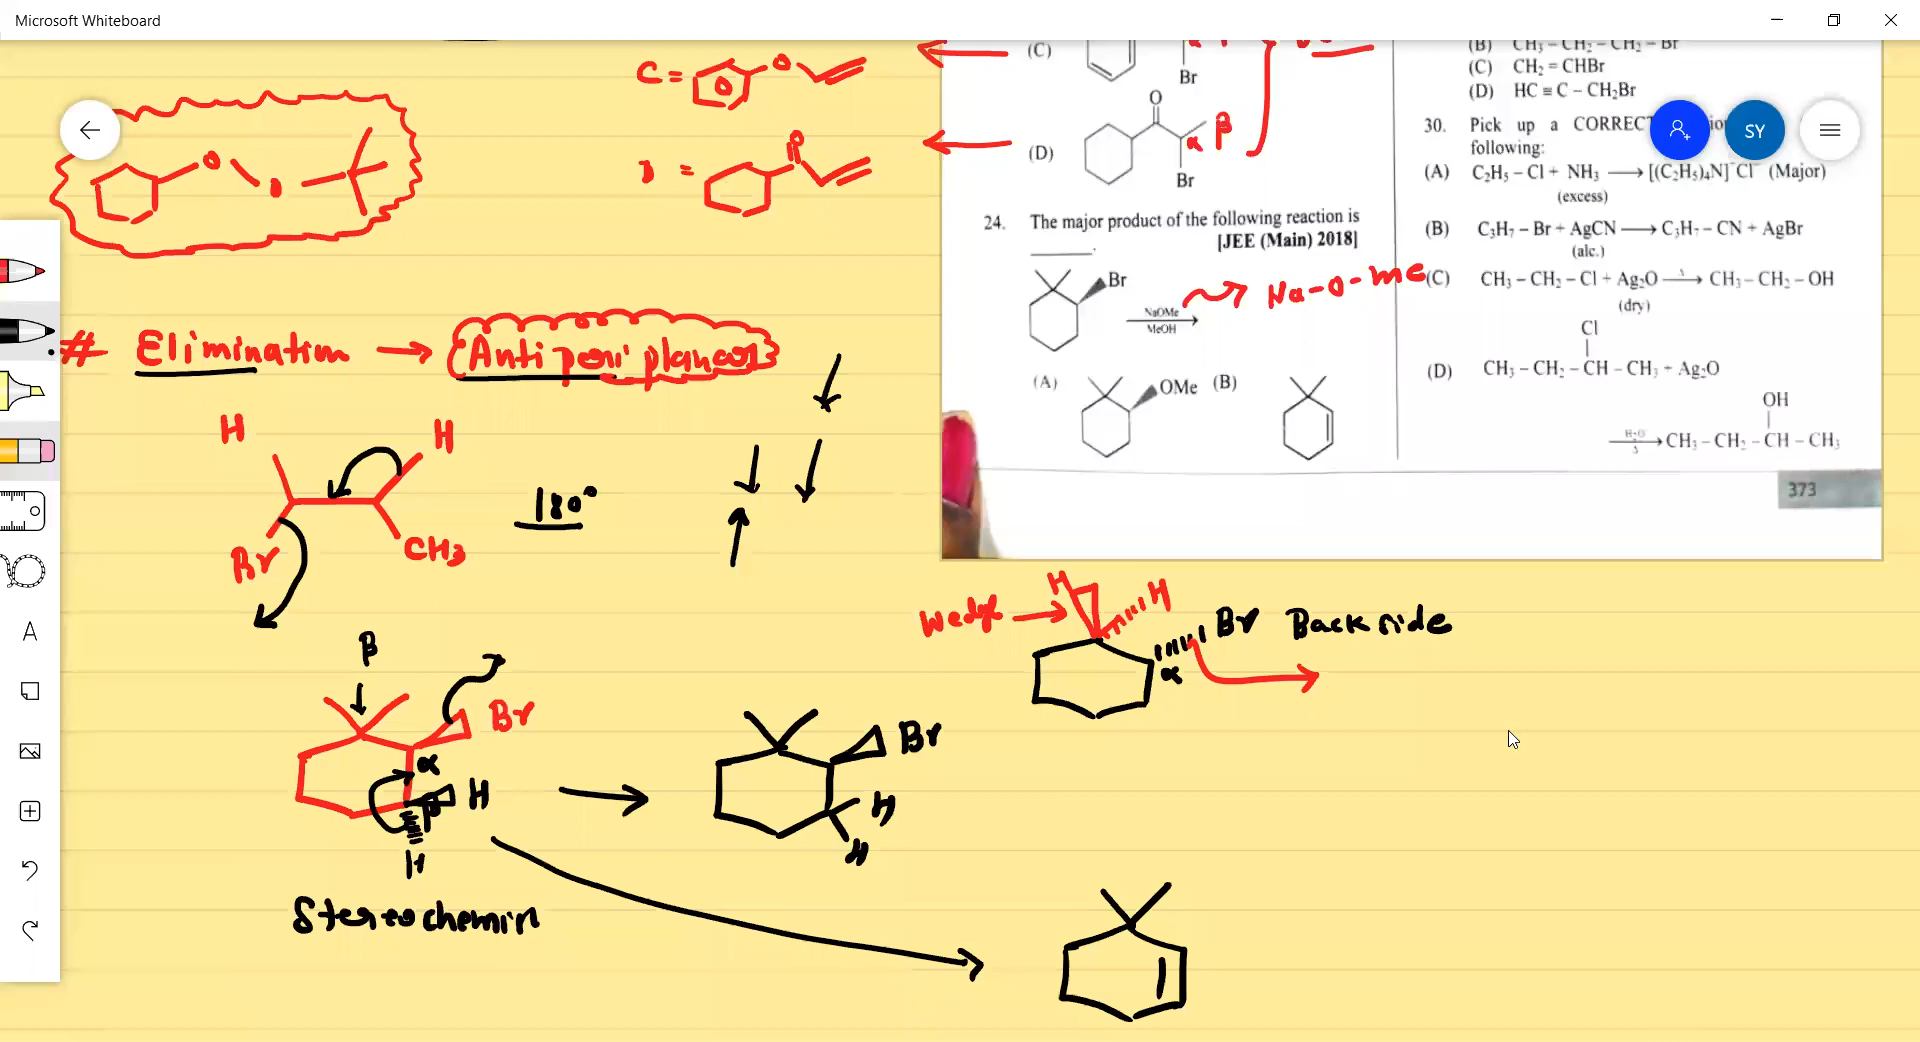 Microsoft Whiteboard
C =
O
D =
O
O
(C)
Br
(D)
O
Br
α
β
24. The major product of the following reaction is
[JEE (Main) 2018]
Br
NaOMe
MeOH
Na-O-Me
(A)
OMe
(B)
(B) CH₃ – CH₂ – CH₂ – Br
(C) CH₂ = CHBr
(D) HC ≡ C – CH₂Br
30. Pick up a CORRECT
following:
(A) C₂H₅ – Cl + NH₃ ⟶ [(C₂H₅)₄N]⁺Cl⁻ (Major)
(excess)
(B) C₃H₇ – Br + AgCN ⟶ C₃H₇ – CN + AgBr
(alc.)
(C) CH₃ – CH₂ – Cl + Ag₂O ⟶ CH₃ – CH₂ – OH
(dry)
Cl
(D) CH₃ – CH₂ – CH – CH₃ + Ag₂O
OH
⟶ CH₃ – CH₂ – CH – CH₃
373
SY
# Elimination → Anti peri planar
H
H
180°
Br
CH₃
Wedge →
H
H
Br Back side
α
β
Br
α
β
H
H
Br
H
H
Stereochemin
A